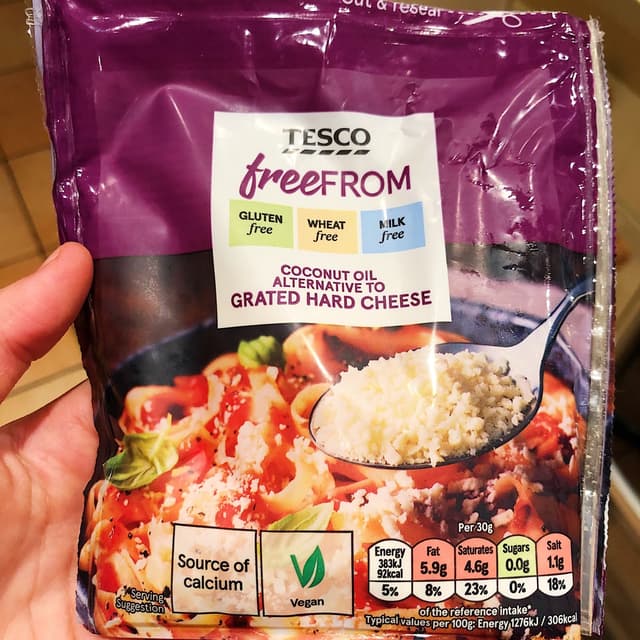 & reseal
TESCO
freeFROM
GLUTEN
free
WHEAT
free
MILK
free
COCONUT OIL
ALTERNATIVE TO
GRATED HARD CHEESE
Source of
calcium
Vegan
Serving
Suggestion
Per 30g
Energy
383kJ
92kcal
5%
Fat
5.9g
8%
Saturates
4.6g
23%
Sugars
0.0g
0%
Salt
1.1g
18%
of the reference intake*
Typical values per 100g: Energy 1276kJ / 306kcal